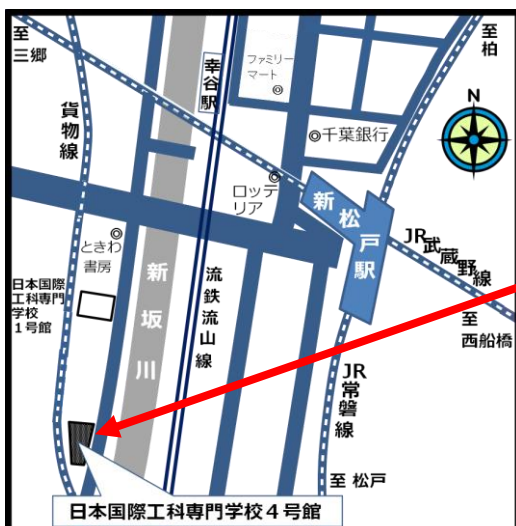 至
三郷
貨物線
幸谷駅
ファミリー
マート
至
柏
千葉銀行
N
ロッテ
リア
新松戸駅
JR武蔵野線
至
西船橋
ときわ
書房
日本国際
工科専門
学校
1号館
新坂川
流鉄流山線
JR常磐線
至 松戸
日本国際工科専門学校4号館